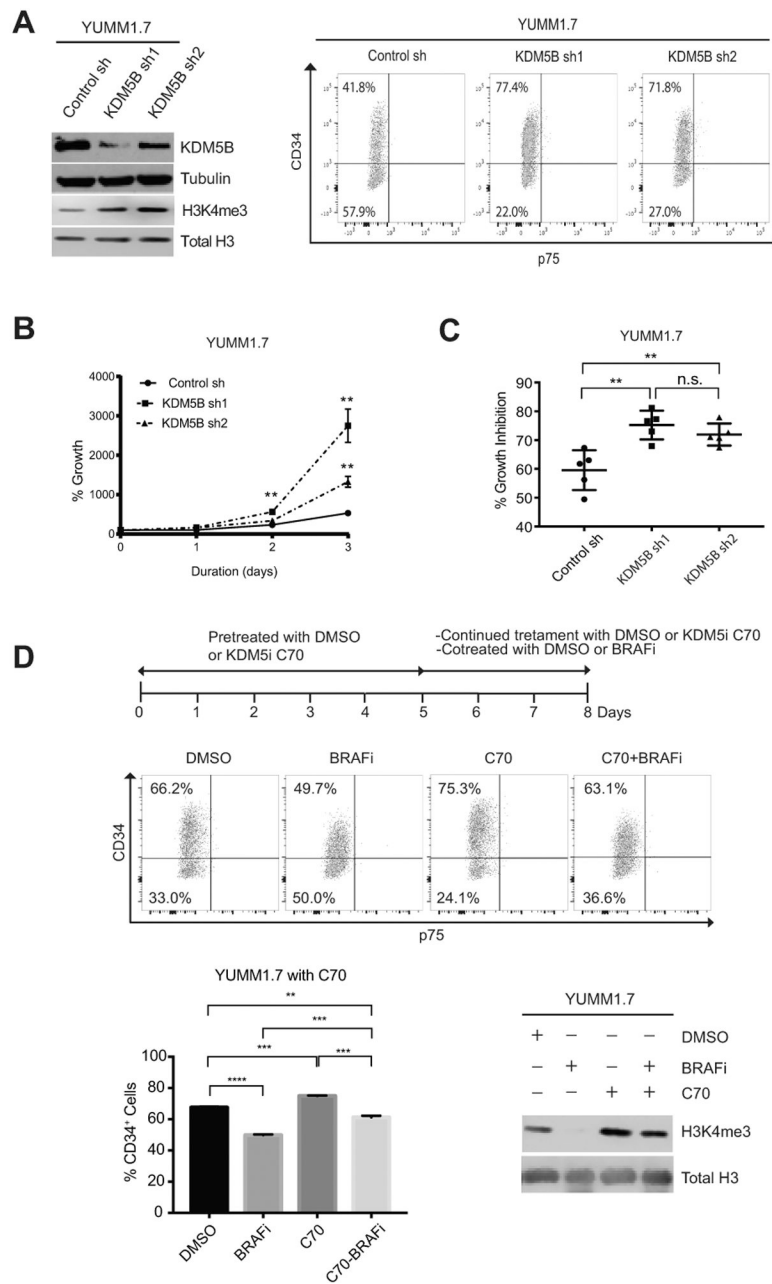 A
YUMM1.7
Control sh
KDM5B sh1
KDM5B sh2
KDM5B
Tubulin
H3K4me3
Total H3
YUMM1.7
Control sh KDM5B sh1 KDM5B sh2
41.8% 77.4% 71.8%
57.9% 22.0% 27.0%
CD34
p75
B
YUMM1.7
Control sh
KDM5B sh1
KDM5B sh2
% Growth
4000
3000
2000
1000
0
** ** **
0 1 2 3
Duration (days)
C
YUMM1.7
**
** n.s.
% Growth Inhibition
90
80
70
60
50
40
Control sh
KDM5B sh1
KDM5B sh2
D
Pretreated with DMSO
or KDM5i C70
-Continued tretament with DMSO or KDM5i C70
-Cotreated with DMSO or BRAFi
0 1 2 3 4 5 6 7 8 Days
DMSO BRAFi C70 C70+BRAFi
66.2% 49.7% 75.3% 63.1%
33.0% 50.0% 24.1% 36.6%
CD34
p75
YUMM1.7 with C70
**
***
*** ***
****
% CD34+ Cells
100
80
60
40
20
0
DMSO
BRAFi
C70
C70-BRAFi
YUMM1.7
+ – – – DMSO
– + – + BRAFi
– – + + C70
H3K4me3
Total H3